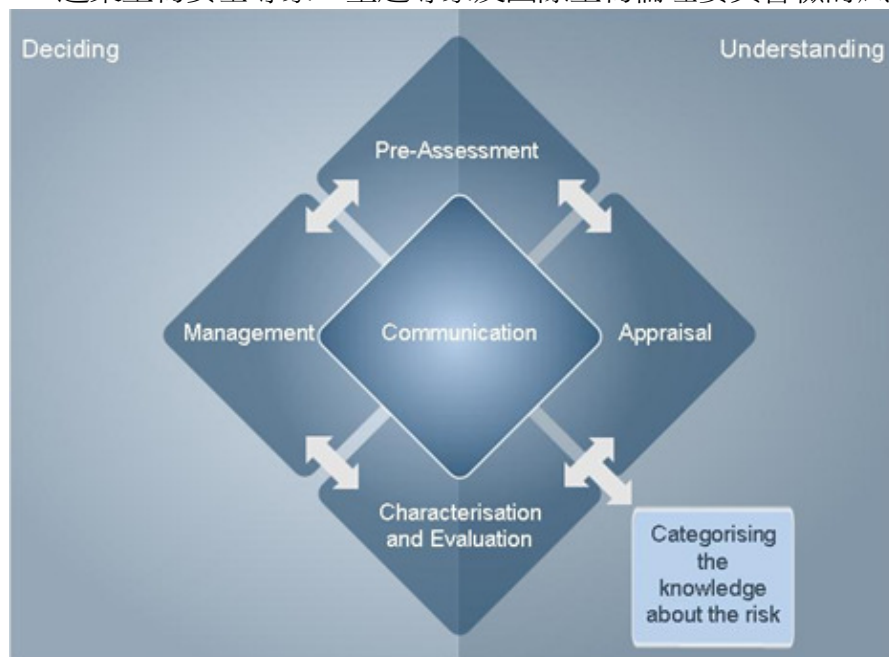 Deciding
Understanding
Pre-Assessment
Management
Communication
Appraisal
Characterisation
and Evaluation
Categorising
the
knowledge
about the risk